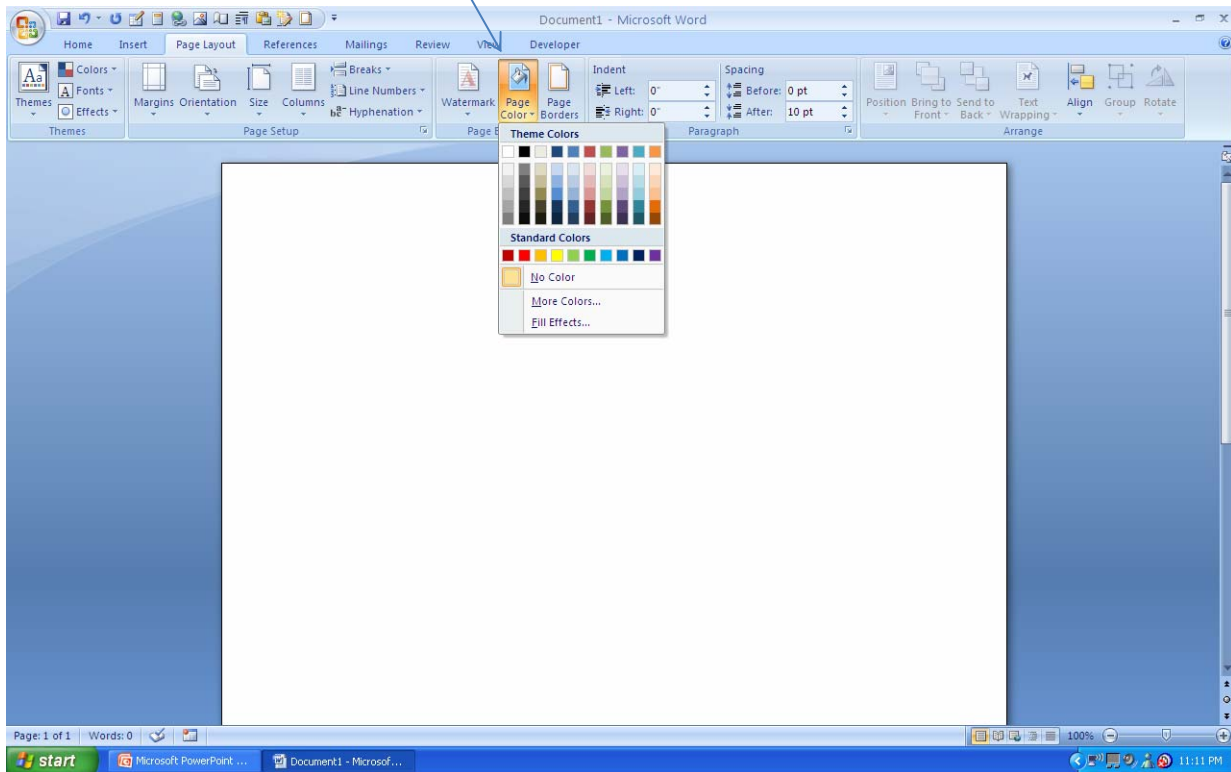 Document1 - Microsoft Word
Home Insert Page Layout References Mailings Review View Developer
Aa Colors Fonts Effects
Themes
Themes
Margins Orientation Size Columns
Breaks
Line Numbers
Hyphenation
Page Setup
Watermark Page Color Page Borders
Page
Indent
Left: 0"
Right: 0"
Spacing
Before: 0 pt
After: 10 pt
Paragraph
Position Bring to Front Send to Back Text Wrapping Align Group Rotate
Arrange
Theme Colors
Standard Colors
No Color
More Colors...
Fill Effects...
Page: 1 of 1 Words: 0 100%
start Microsoft PowerPoint ... Document1 - Microsof... 11:11 PM